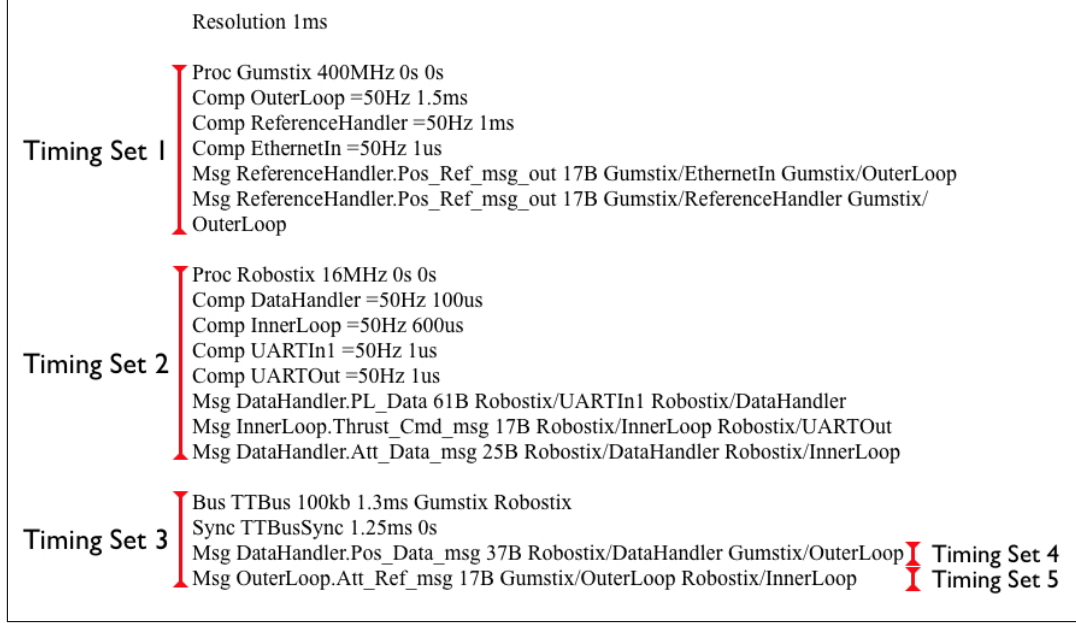 Resolution 1ms
Proc Gumstix 400MHz 0s 0s
Comp OuterLoop =50Hz 1.5ms
Comp ReferenceHandler =50Hz 1ms
Timing Set 1
Comp EthernetIn =50Hz 1us
Msg ReferenceHandler.Pos_Ref_msg_out 17B Gumstix/EthernetIn Gumstix/OuterLoop
Msg ReferenceHandler.Pos_Ref_msg_out 17B Gumstix/ReferenceHandler Gumstix/
OuterLoop
Proc Robostix 16MHz 0s 0s
Comp DataHandler =50Hz 100us
Comp InnerLoop =50Hz 600us
Comp UARTIn1 =50Hz 1us
Timing Set 2
Comp UARTOut =50Hz 1us
Msg DataHandler.PL_Data 61B Robostix/UARTIn1 Robostix/DataHandler
Msg InnerLoop.Thrust_Cmd_msg 17B Robostix/InnerLoop Robostix/UARTOut
Msg DataHandler.Att_Data_msg 25B Robostix/DataHandler Robostix/InnerLoop
Bus TTBus 100kb 1.3ms Gumstix Robostix
Sync TTBusSync 1.25ms 0s
Timing Set 3
Msg DataHandler.Pos_Data_msg 37B Robostix/DataHandler Gumstix/OuterLoop
Timing Set 4
Msg OuterLoop.Att_Ref_msg 17B Gumstix/OuterLoop Robostix/InnerLoop
Timing Set 5